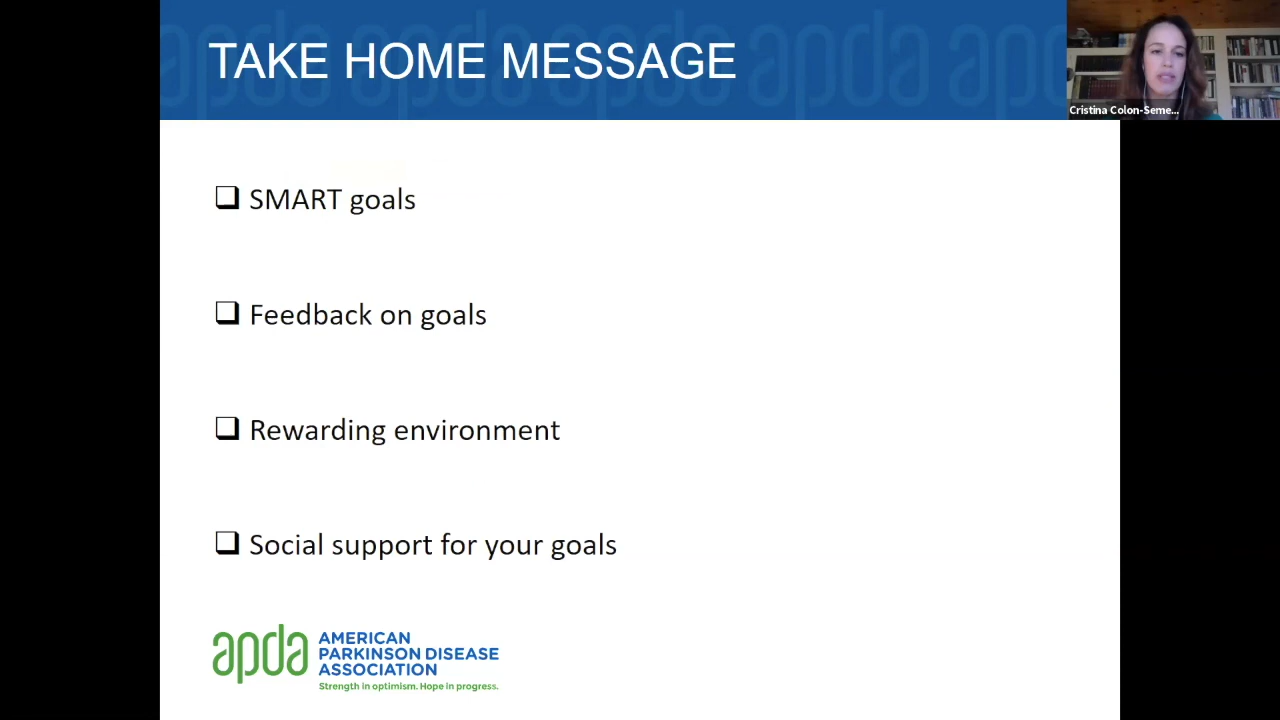 TAKE HOME MESSAGE
Cristina Colon-Seme...
SMART goals
Feedback on goals
Rewarding environment
Social support for your goals
apda
AMERICAN
PARKINSON DISEASE
ASSOCIATION
Strength in optimism. Hope in progress.